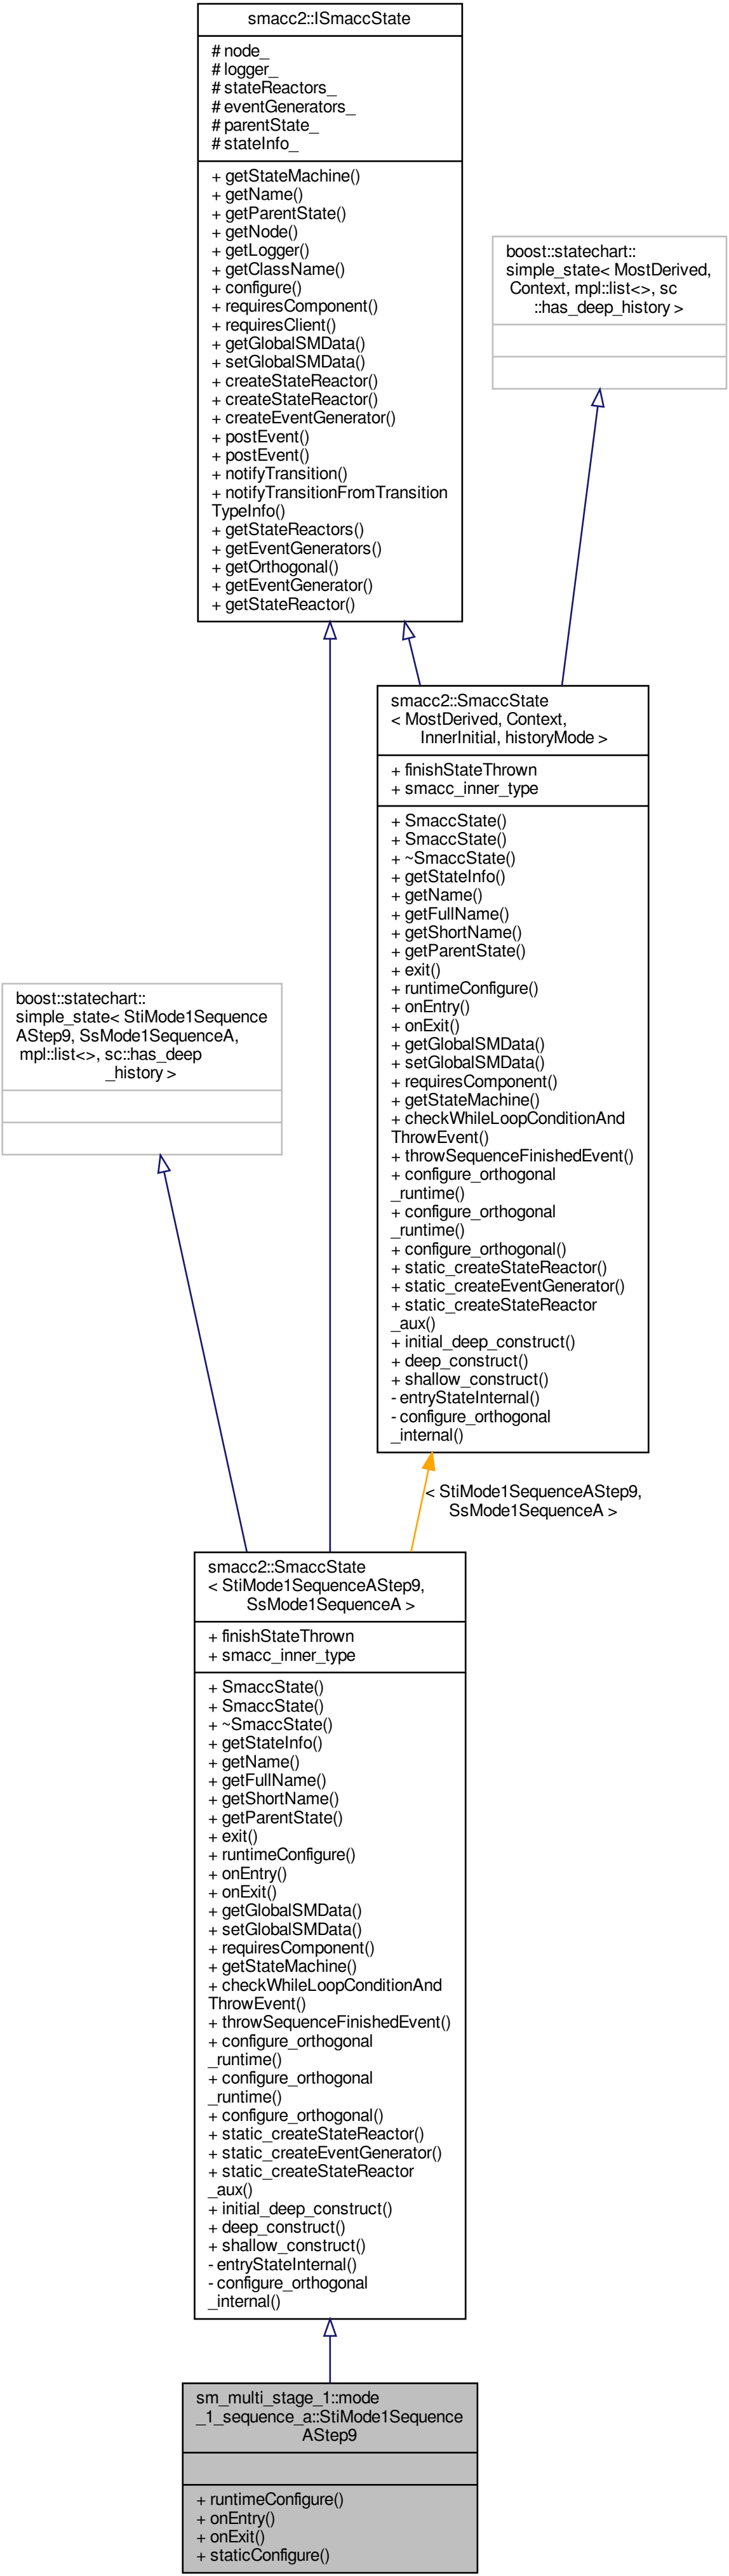 smacc2::ISmaccState
# node_
# logger_
# stateReactors_
# eventGenerators_
# parentState_
# stateInfo_
+ getStateMachine()
+ getName()
+ getParentState()
+ getNode()
+ getLogger()
+ getClassName()
+ configure()
+ requiresComponent()
+ requiresClient()
+ getGlobalSMData()
+ setGlobalSMData()
+ createStateReactor()
+ createStateReactor()
+ createEventGenerator()
+ postEvent()
+ postEvent()
+ notifyTransition()
+ notifyTransitionFromTransition
TypeInfo()
+ getStateReactors()
+ getEventGenerators()
+ getOrthogonal()
+ getEventGenerator()
+ getStateReactor()
boost::statechart::
simple_state< MostDerived,
Context, mpl::list<>, sc
::has_deep_history >
smacc2::SmaccState
< MostDerived, Context,
InnerInitial, historyMode >
+ finishStateThrown
+ smacc_inner_type
+ SmaccState()
+ SmaccState()
+ ~SmaccState()
+ getStateInfo()
+ getName()
+ getFullName()
+ getShortName()
+ getParentState()
+ exit()
+ runtimeConfigure()
+ onEntry()
+ onExit()
+ getGlobalSMData()
+ setGlobalSMData()
+ requiresComponent()
+ getStateMachine()
+ checkWhileLoopConditionAnd
ThrowEvent()
+ throwSequenceFinishedEvent()
+ configure_orthogonal
_runtime()
+ configure_orthogonal
_runtime()
+ configure_orthogonal()
+ static_createStateReactor()
+ static_createEventGenerator()
+ static_createStateReactor
_aux()
+ initial_deep_construct()
+ deep_construct()
+ shallow_construct()
- entryStateInternal()
- configure_orthogonal
_internal()
boost::statechart::
simple_state< StiMode1Sequence
AStep9, SsMode1SequenceA,
mpl::list<>, sc::has_deep
_history >
< StiMode1SequenceAStep9,
SsMode1SequenceA >
smacc2::SmaccState
< StiMode1SequenceAStep9,
SsMode1SequenceA >
+ finishStateThrown
+ smacc_inner_type
+ SmaccState()
+ SmaccState()
+ ~SmaccState()
+ getStateInfo()
+ getName()
+ getFullName()
+ getShortName()
+ getParentState()
+ exit()
+ runtimeConfigure()
+ onEntry()
+ onExit()
+ getGlobalSMData()
+ setGlobalSMData()
+ requiresComponent()
+ getStateMachine()
+ checkWhileLoopConditionAnd
ThrowEvent()
+ throwSequenceFinishedEvent()
+ configure_orthogonal
_runtime()
+ configure_orthogonal
_runtime()
+ configure_orthogonal()
+ static_createStateReactor()
+ static_createEventGenerator()
+ static_createStateReactor
_aux()
+ initial_deep_construct()
+ deep_construct()
+ shallow_construct()
- entryStateInternal()
- configure_orthogonal
_internal()
sm_multi_stage_1::mode
_1_sequence_a::StiMode1Sequence
AStep9
+ runtimeConfigure()
+ onEntry()
+ onExit()
+ staticConfigure()